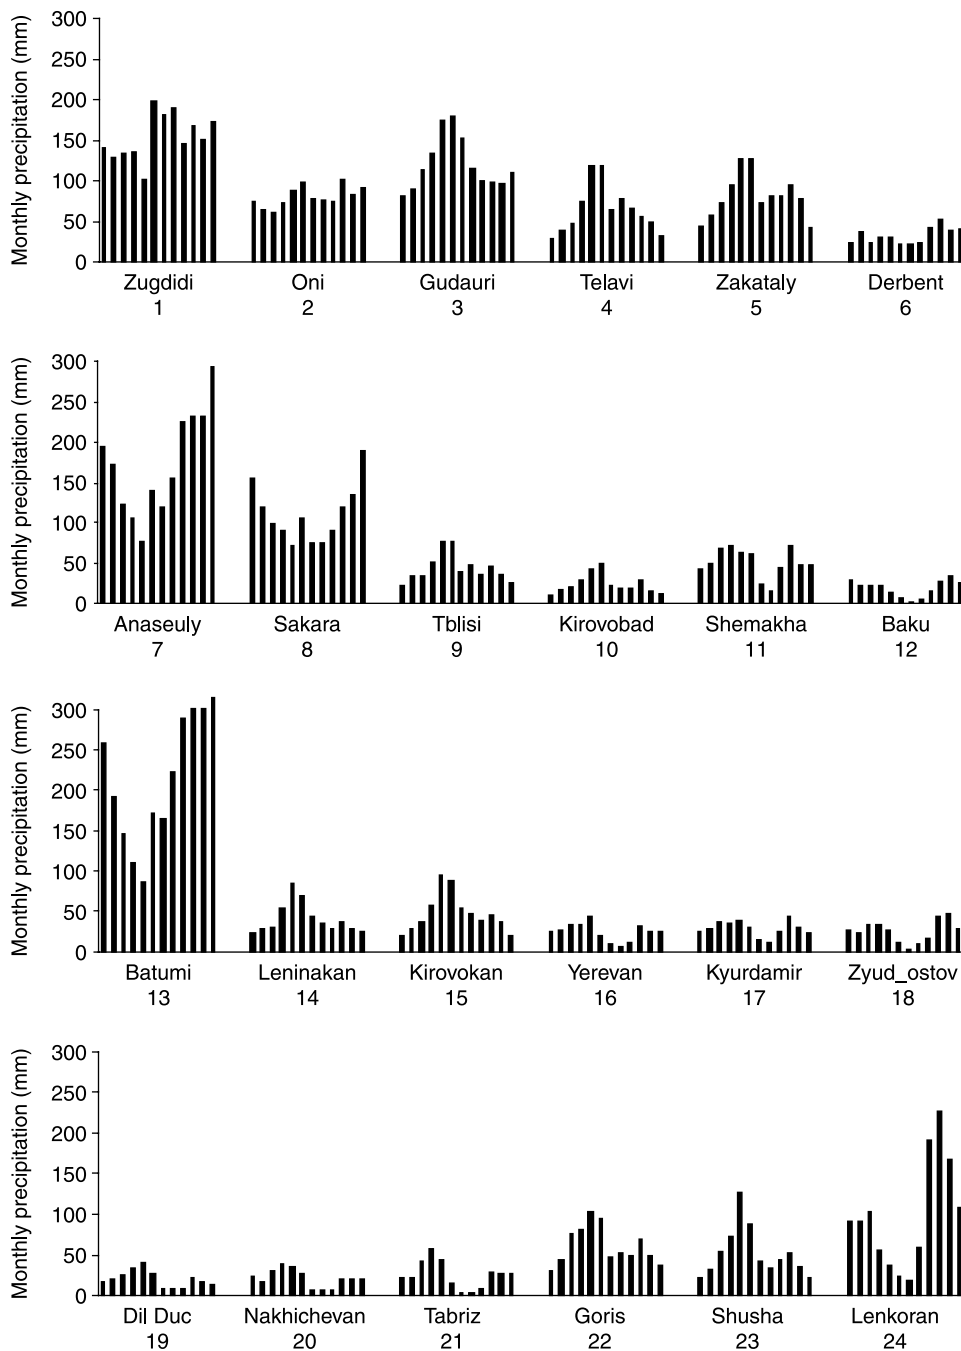 Monthly precipitation (mm)
300
250
200
150
100
50
0
Zugdidi Oni Gudauri Telavi Zakataly Derbent
1 2 3 4 5 6
Monthly precipitation (mm)
300
250
200
150
100
50
0
Anaseuly Sakara Tblisi Kirovobad Shemakha Baku
7 8 9 10 11 12
Monthly precipitation (mm)
300
250
200
150
100
50
0
Batumi Leninakan Kirovokan Yerevan Kyurdamir Zyud_ostov
13 14 15 16 17 18
Monthly precipitation (mm)
300
250
200
150
100
50
0
Dil Duc Nakhichevan Tabriz Goris Shusha Lenkoran
19 20 21 22 23 24